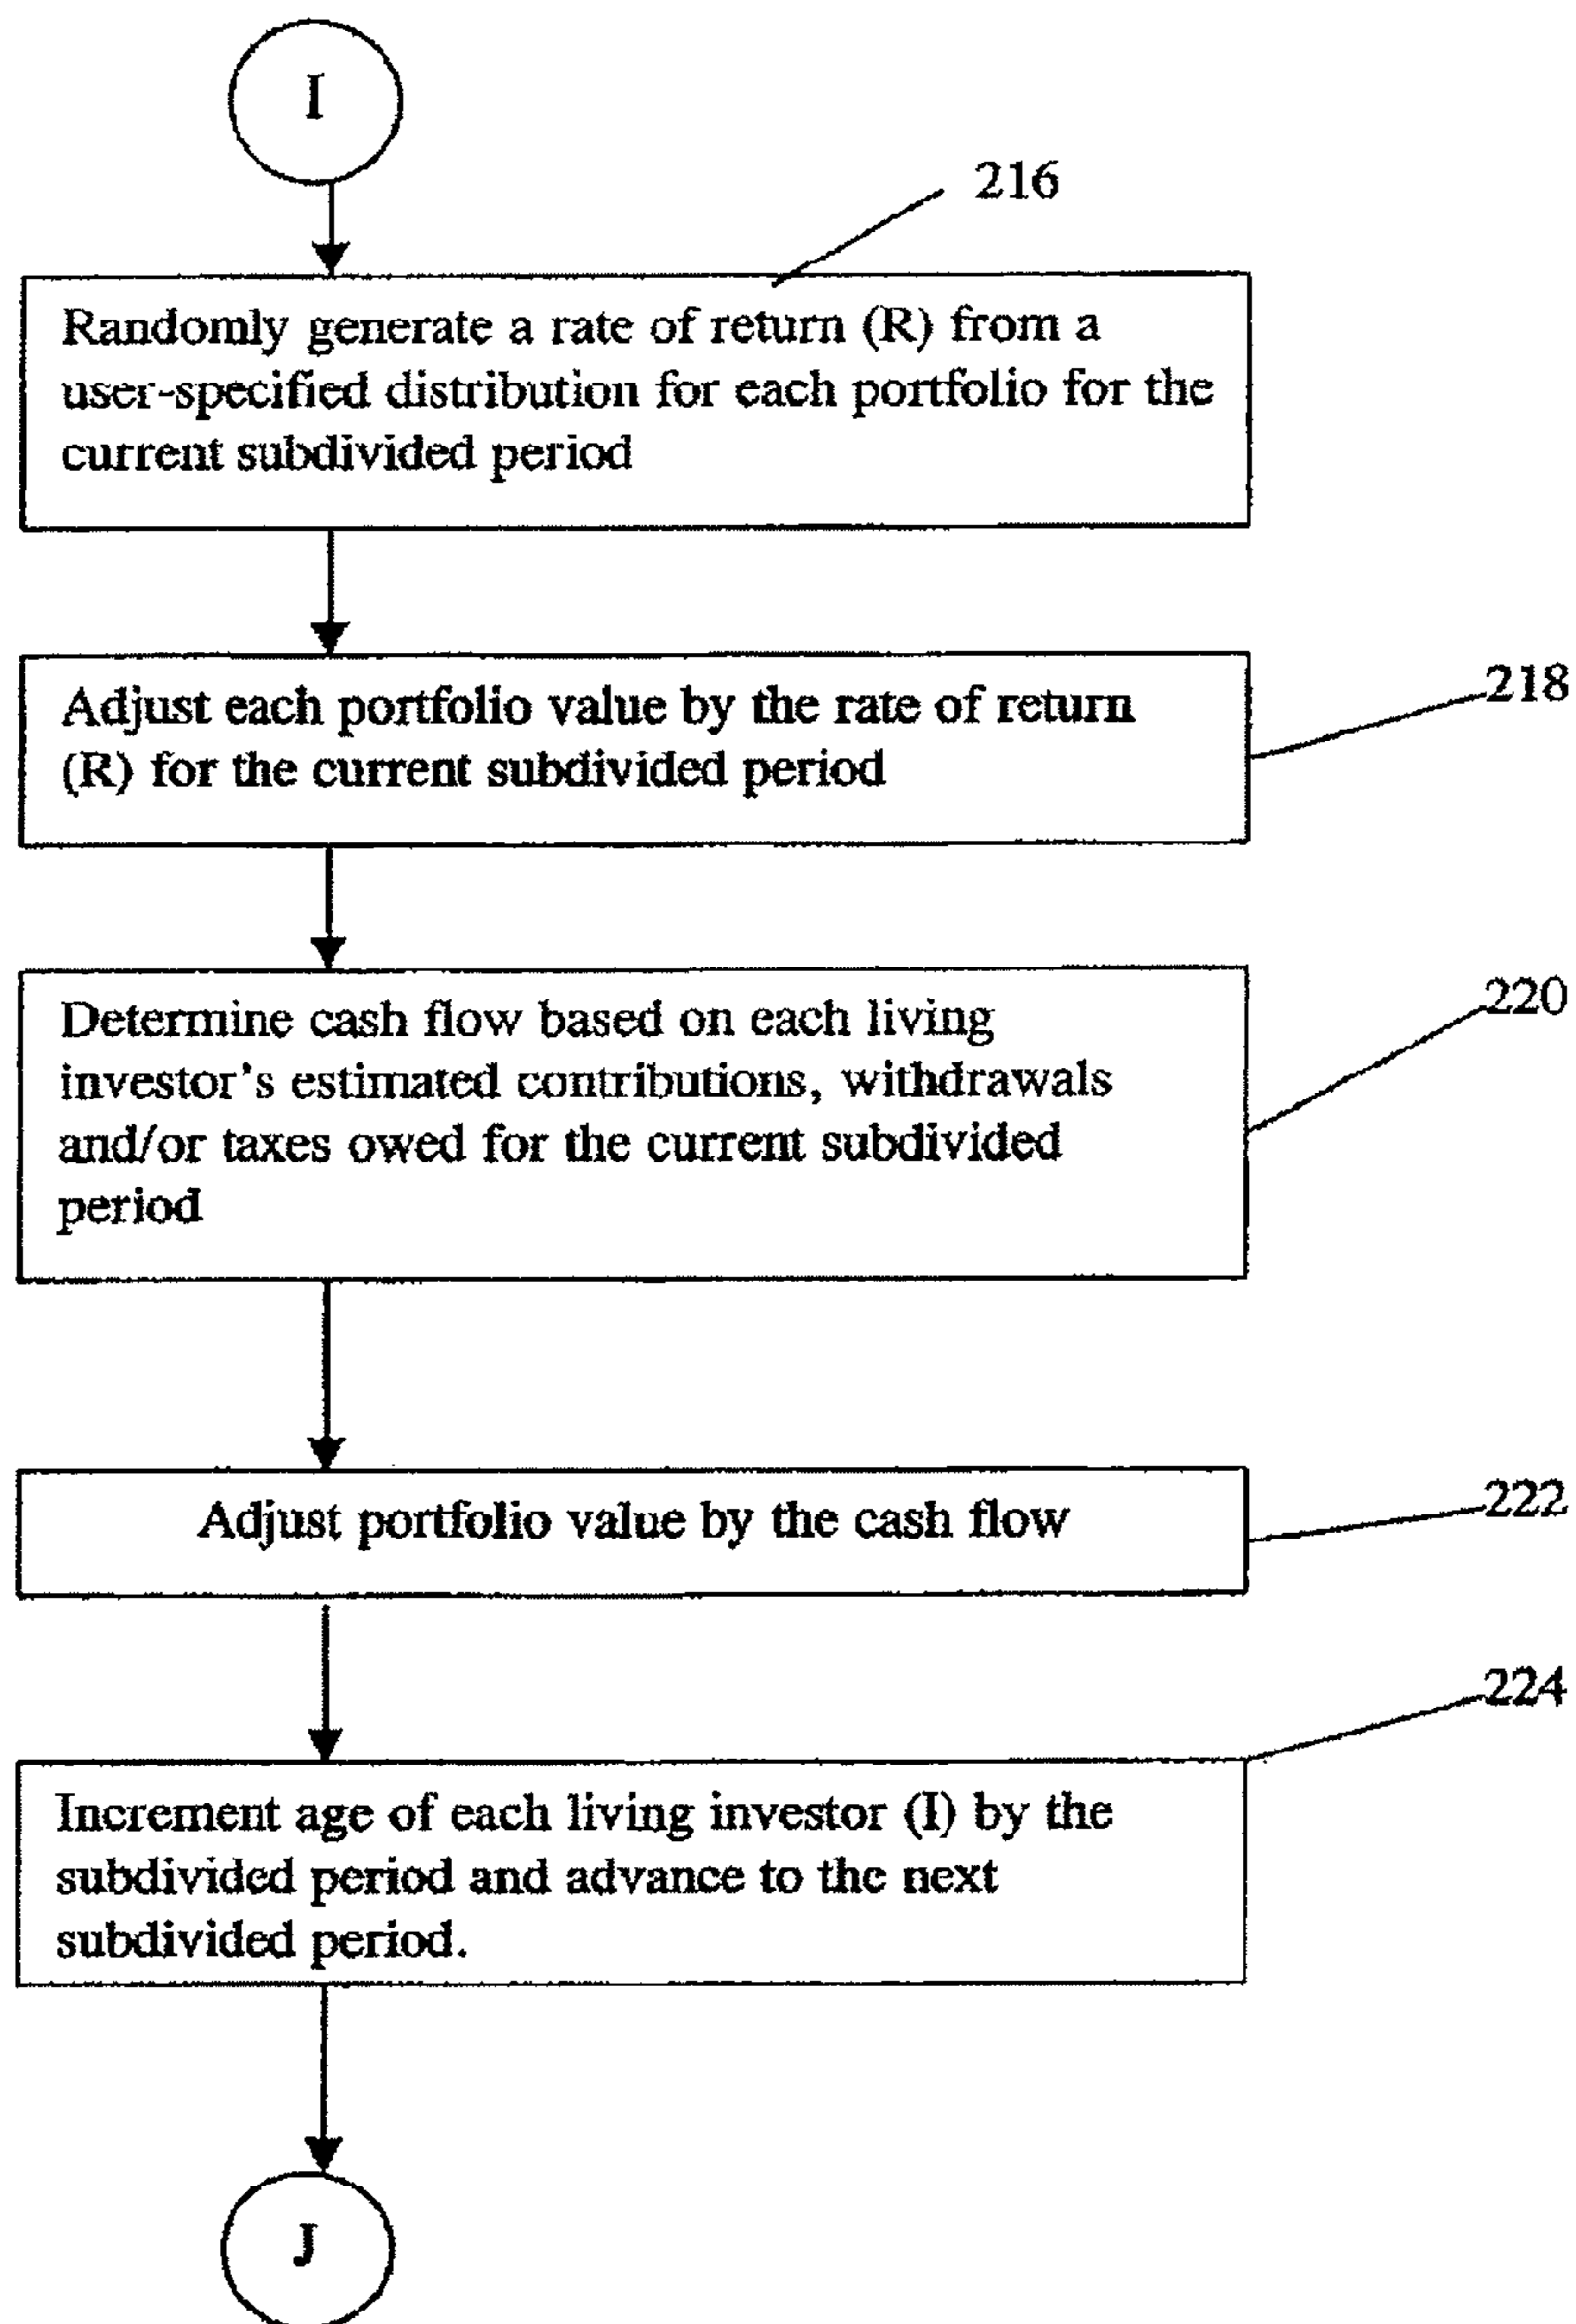 I
216
Randomly generate a rate of return (R) from a
user-specified distribution for each portfolio for the
current subdivided period
218
Adjust each portfolio value by the rate of return
(R) for the current subdivided period
220
Determine cash flow based on each living
investor's estimated contributions, withdrawals
and/or taxes owed for the current subdivided
period
222
Adjust portfolio value by the cash flow
224
Increment age of each living investor (I) by the
subdivided period and advance to the next
subdivided period.
J